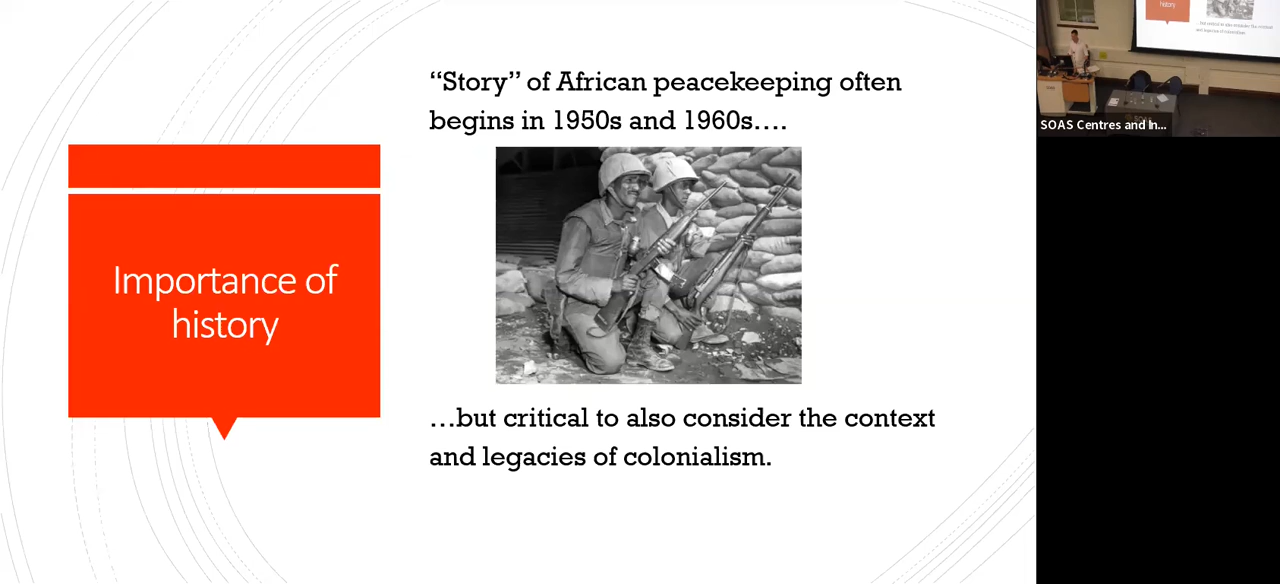 “Story” of African peacekeeping often
begins in 1950s and 1960s….
Importance of
history
…but critical to also consider the context
and legacies of colonialism.
history
SOAS Centres and In...